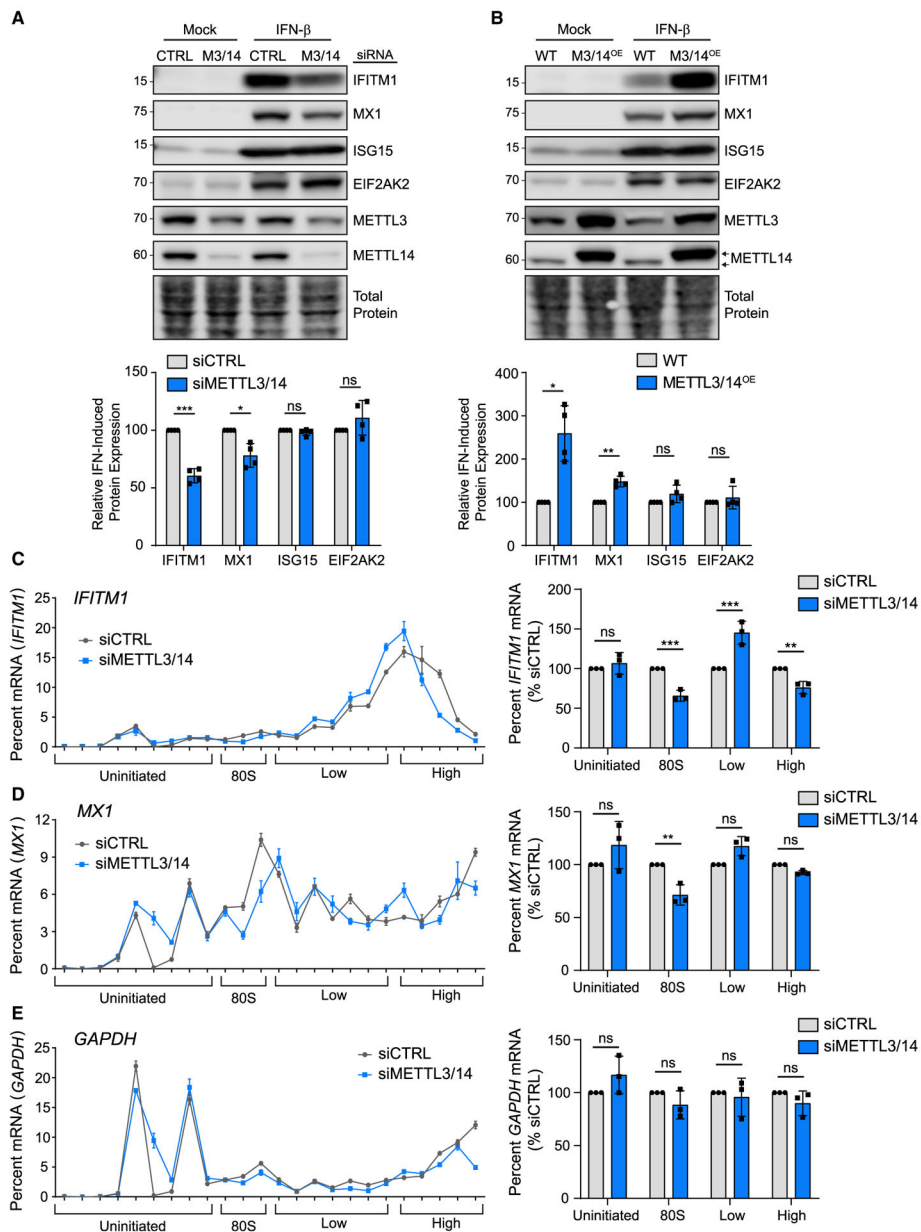 A
Mock IFN-β
CTRL M3/14 CTRL M3/14 siRNA
15 IFITM1
75 MX1
15 ISG15
70 EIF2AK2
70 METTL3
60 METTL14
Total
Protein
siCTRL
siMETTL3/14
Relative IFN-Induced
Protein Expression
150
100
50
0
*** * ns ns
IFITM1 MX1 ISG15 EIF2AK2
B
Mock IFN-β
WT M3/14OE WT M3/14OE
15 IFITM1
75 MX1
15 ISG15
70 EIF2AK2
70 METTL3
60 METTL14
Total
Protein
WT
METTL3/14OE
Relative IFN-Induced
Protein Expression
400
300
200
100
0
* ** ns ns
IFITM1 MX1 ISG15 EIF2AK2
C
IFITM1
siCTRL
siMETTL3/14
Percent mRNA (IFITM1)
25
20
15
10
5
0
Uninitiated 80S Low High
siCTRL
siMETTL3/14
Percent IFITM1 mRNA
(% siCTRL)
200
150
100
50
0
ns *** *** **
Uninitiated 80S Low High
D
MX1
siCTRL
siMETTL3/14
Percent mRNA (MX1)
12
9
6
3
0
Uninitiated 80S Low High
siCTRL
siMETTL3/14
Percent MX1 mRNA
(% siCTRL)
150
100
50
0
ns ** ns ns
Uninitiated 80S Low High
E
GAPDH
siCTRL
siMETTL3/14
Percent mRNA (GAPDH)
25
20
15
10
5
0
Uninitiated 80S Low High
siCTRL
siMETTL3/14
Percent GAPDH mRNA
(% siCTRL)
150
100
50
0
ns ns ns ns
Uninitiated 80S Low High